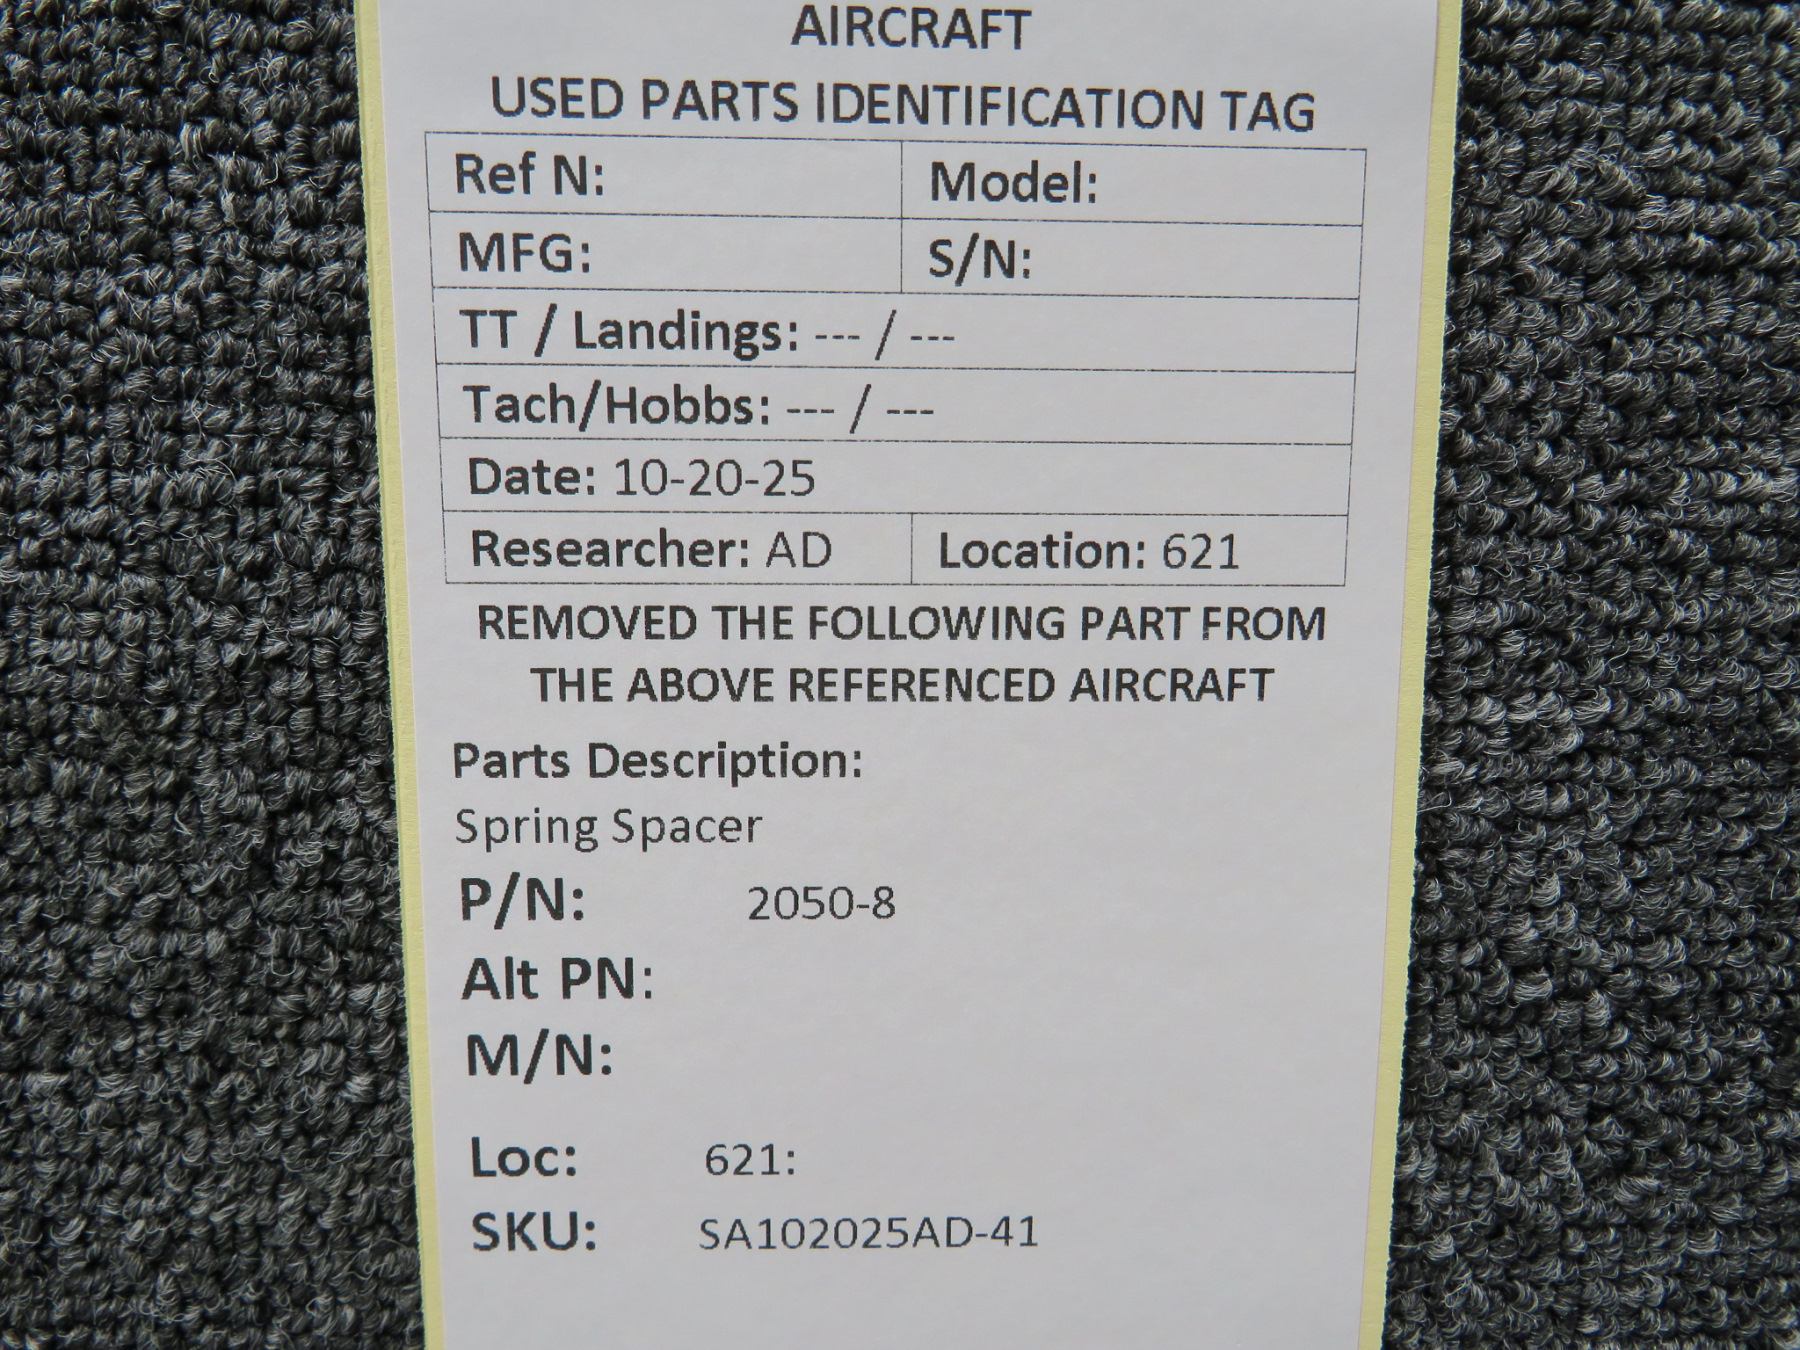 AIRCRAFT
USED PARTS IDENTIFICATION TAG
Ref N: Model:
MFG: S/N:
TT / Landings: --- / ---
Tach/Hobbs: --- / ---
Date: 10-20-25
Researcher: AD Location: 621
REMOVED THE FOLLOWING PART FROM
THE ABOVE REFERENCED AIRCRAFT
Parts Description:
Spring Spacer
P/N: 2050-8
Alt PN:
M/N:
Loc: 621:
SKU: SA102025AD-41